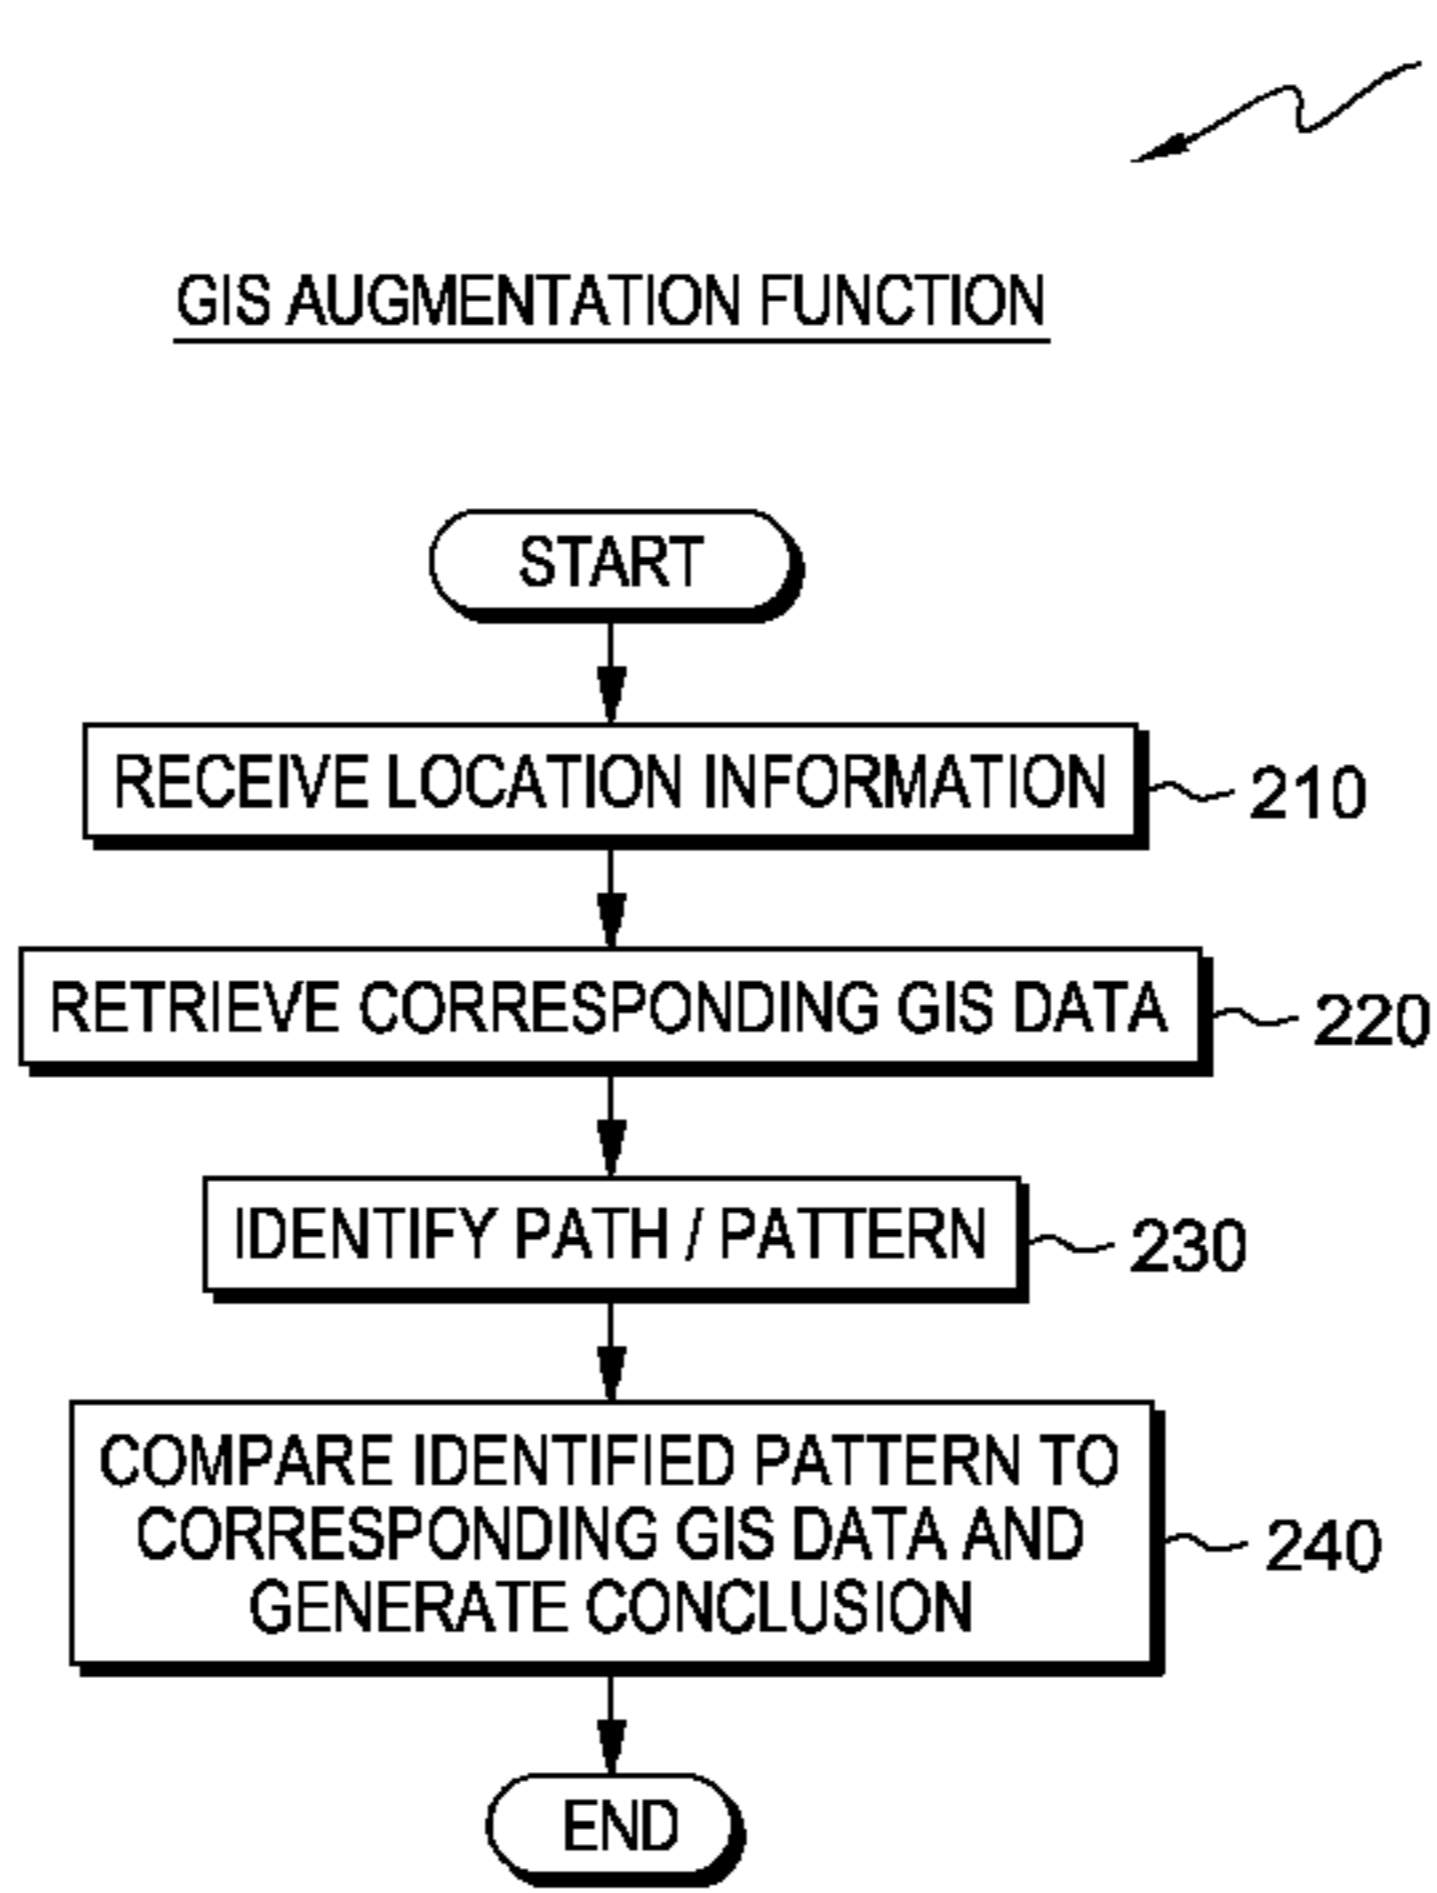 GIS AUGMENTATION FUNCTION
START
RECEIVE LOCATION INFORMATION
210
RETRIEVE CORRESPONDING GIS DATA
220
IDENTIFY PATH / PATTERN
230
COMPARE IDENTIFIED PATTERN TO
CORRESPONDING GIS DATA AND
GENERATE CONCLUSION
240
END